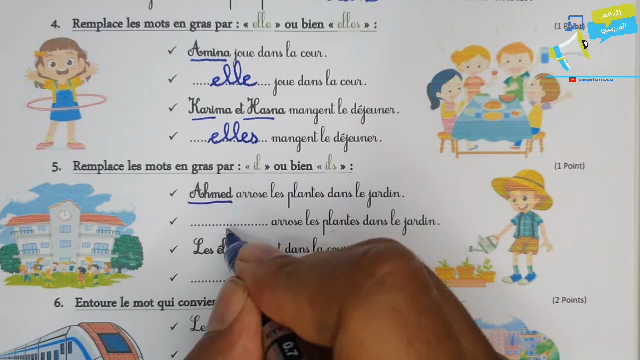 4. Remplace les mots en gras par : « elle » ou bien « elles » :
(1 Point)
✓ Amina joue dans la cour.
✓ elle joue dans la cour.
✓ Karima et Hasna mangent le déjeuner.
✓ elles mangent le déjeuner.
5. Remplace les mots en gras par : « il » ou bien « ils » :
(1 Point)
✓ Ahmed arrose les plantes dans le jardin.
✓ ........................ arrose les plantes dans le jardin.
✓ Les dans la
✓
6. Entoure le mot qui convien
(2 Points)
✓ Le